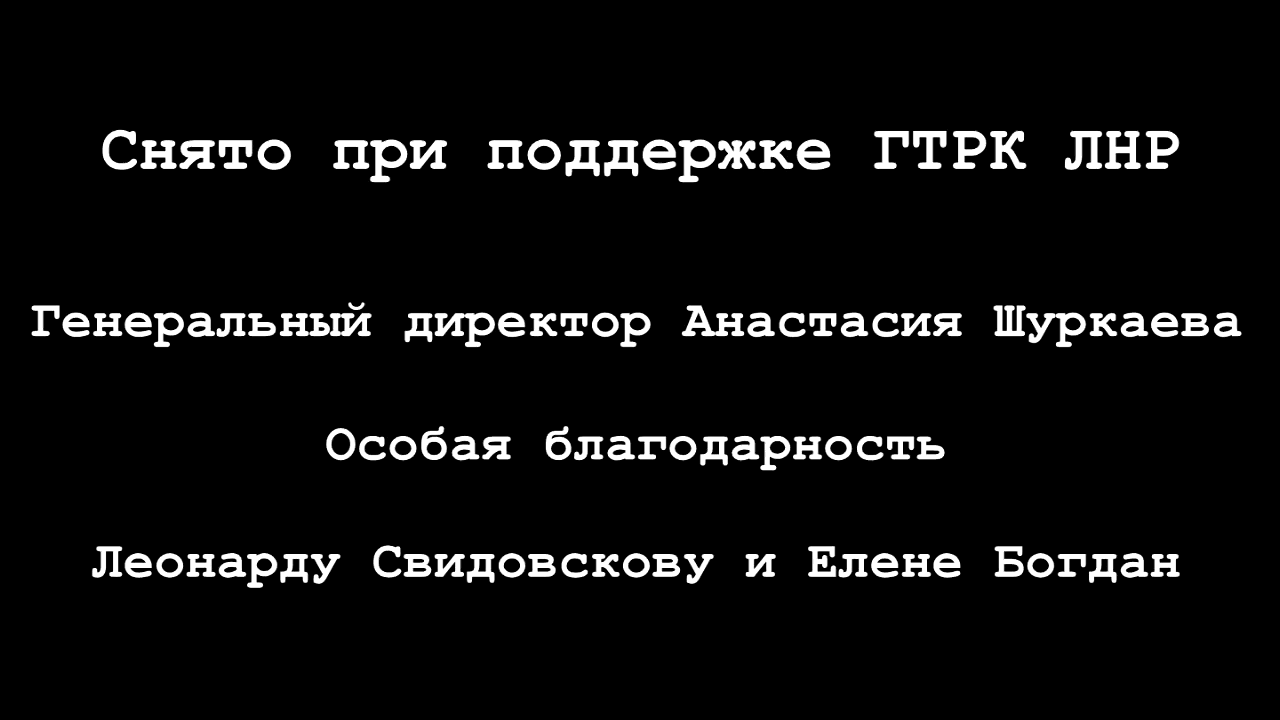 Снято при поддержке ГТРК ЛНР
Генеральный директор Анастасия Шуркаева
Особая благодарность
Леонарду Свидовскову и Елене Богдан